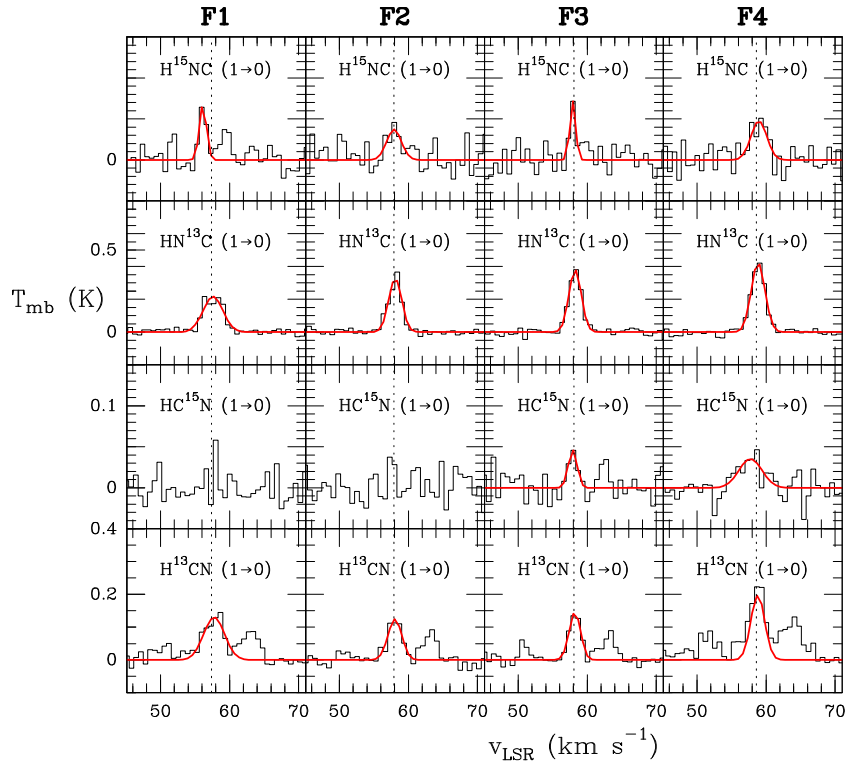 F1 F2 F3 F4
H¹⁵NC (1→0) H¹⁵NC (1→0) H¹⁵NC (1→0) H¹⁵NC (1→0)
0
HN¹³C (1→0) HN¹³C (1→0) HN¹³C (1→0) HN¹³C (1→0)
0.5
T_mb (K)
0
HC¹⁵N (1→0) HC¹⁵N (1→0) HC¹⁵N (1→0) HC¹⁵N (1→0)
0.1
0
0.4
H¹³CN (1→0) H¹³CN (1→0) H¹³CN (1→0) H¹³CN (1→0)
0.2
0
50 60 70 50 60 70 50 60 70 50 60 70
v_LSR (km s⁻¹)